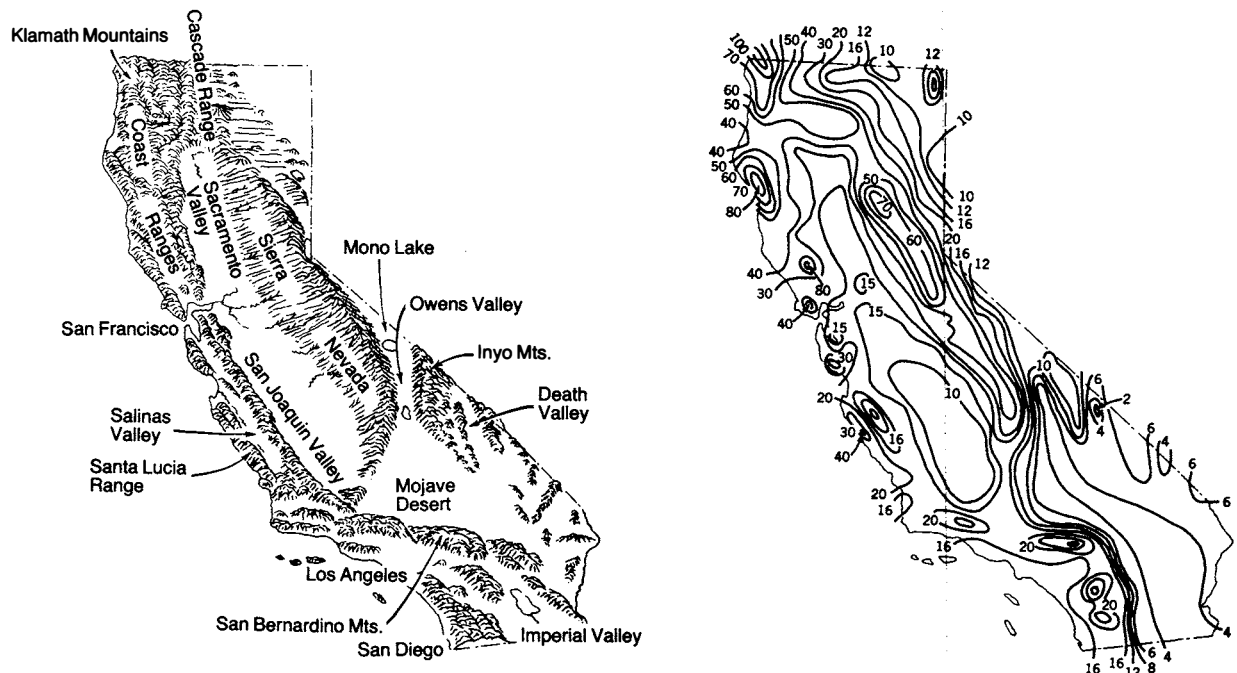 Klamath Mountains
Cascade Range
Coast
Ranges
Sacramento
Valley
Sierra
Nevada
Mono Lake
Owens Valley
Inyo Mts.
Death
Valley
San Francisco
San Joaquin Valley
Salinas
Valley
Santa Lucia
Range
Mojave
Desert
Los Angeles
San Bernardino Mts.
San Diego
Imperial Valley
100
70
50
40
30
20
16
12
10
12
60
50
40
40
50
60
70
80
10
10
12
16
20
16
12
50
70
60
40
30
80
40
15
15
15
30
20
30
40
16
10
10
6
2
4
6
4
6
6
20
16
20
16
20
20
16
16
12
8
6
4
4